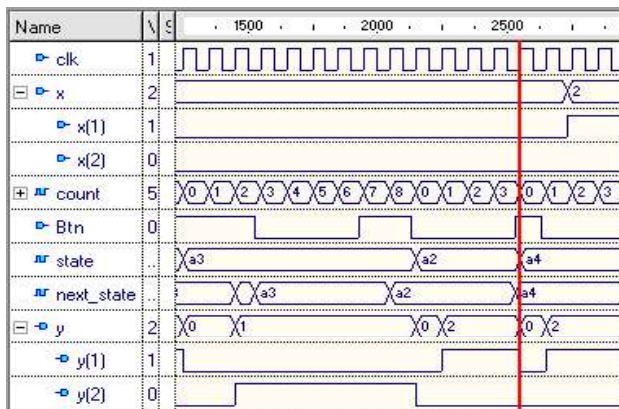 Name \ S 1500 2000 2500
clk 1
x 2 2
x(1) 1
x(2) 0
count 5 0 1 2 3 4 5 6 7 8 0 1 2 3 0 1 2 3
Btn 0
state .. a3 a2 a4
next_state .. a3 a2 a4
y 2 0 1 0 2 0 2
y(1) 1
y(2) 0